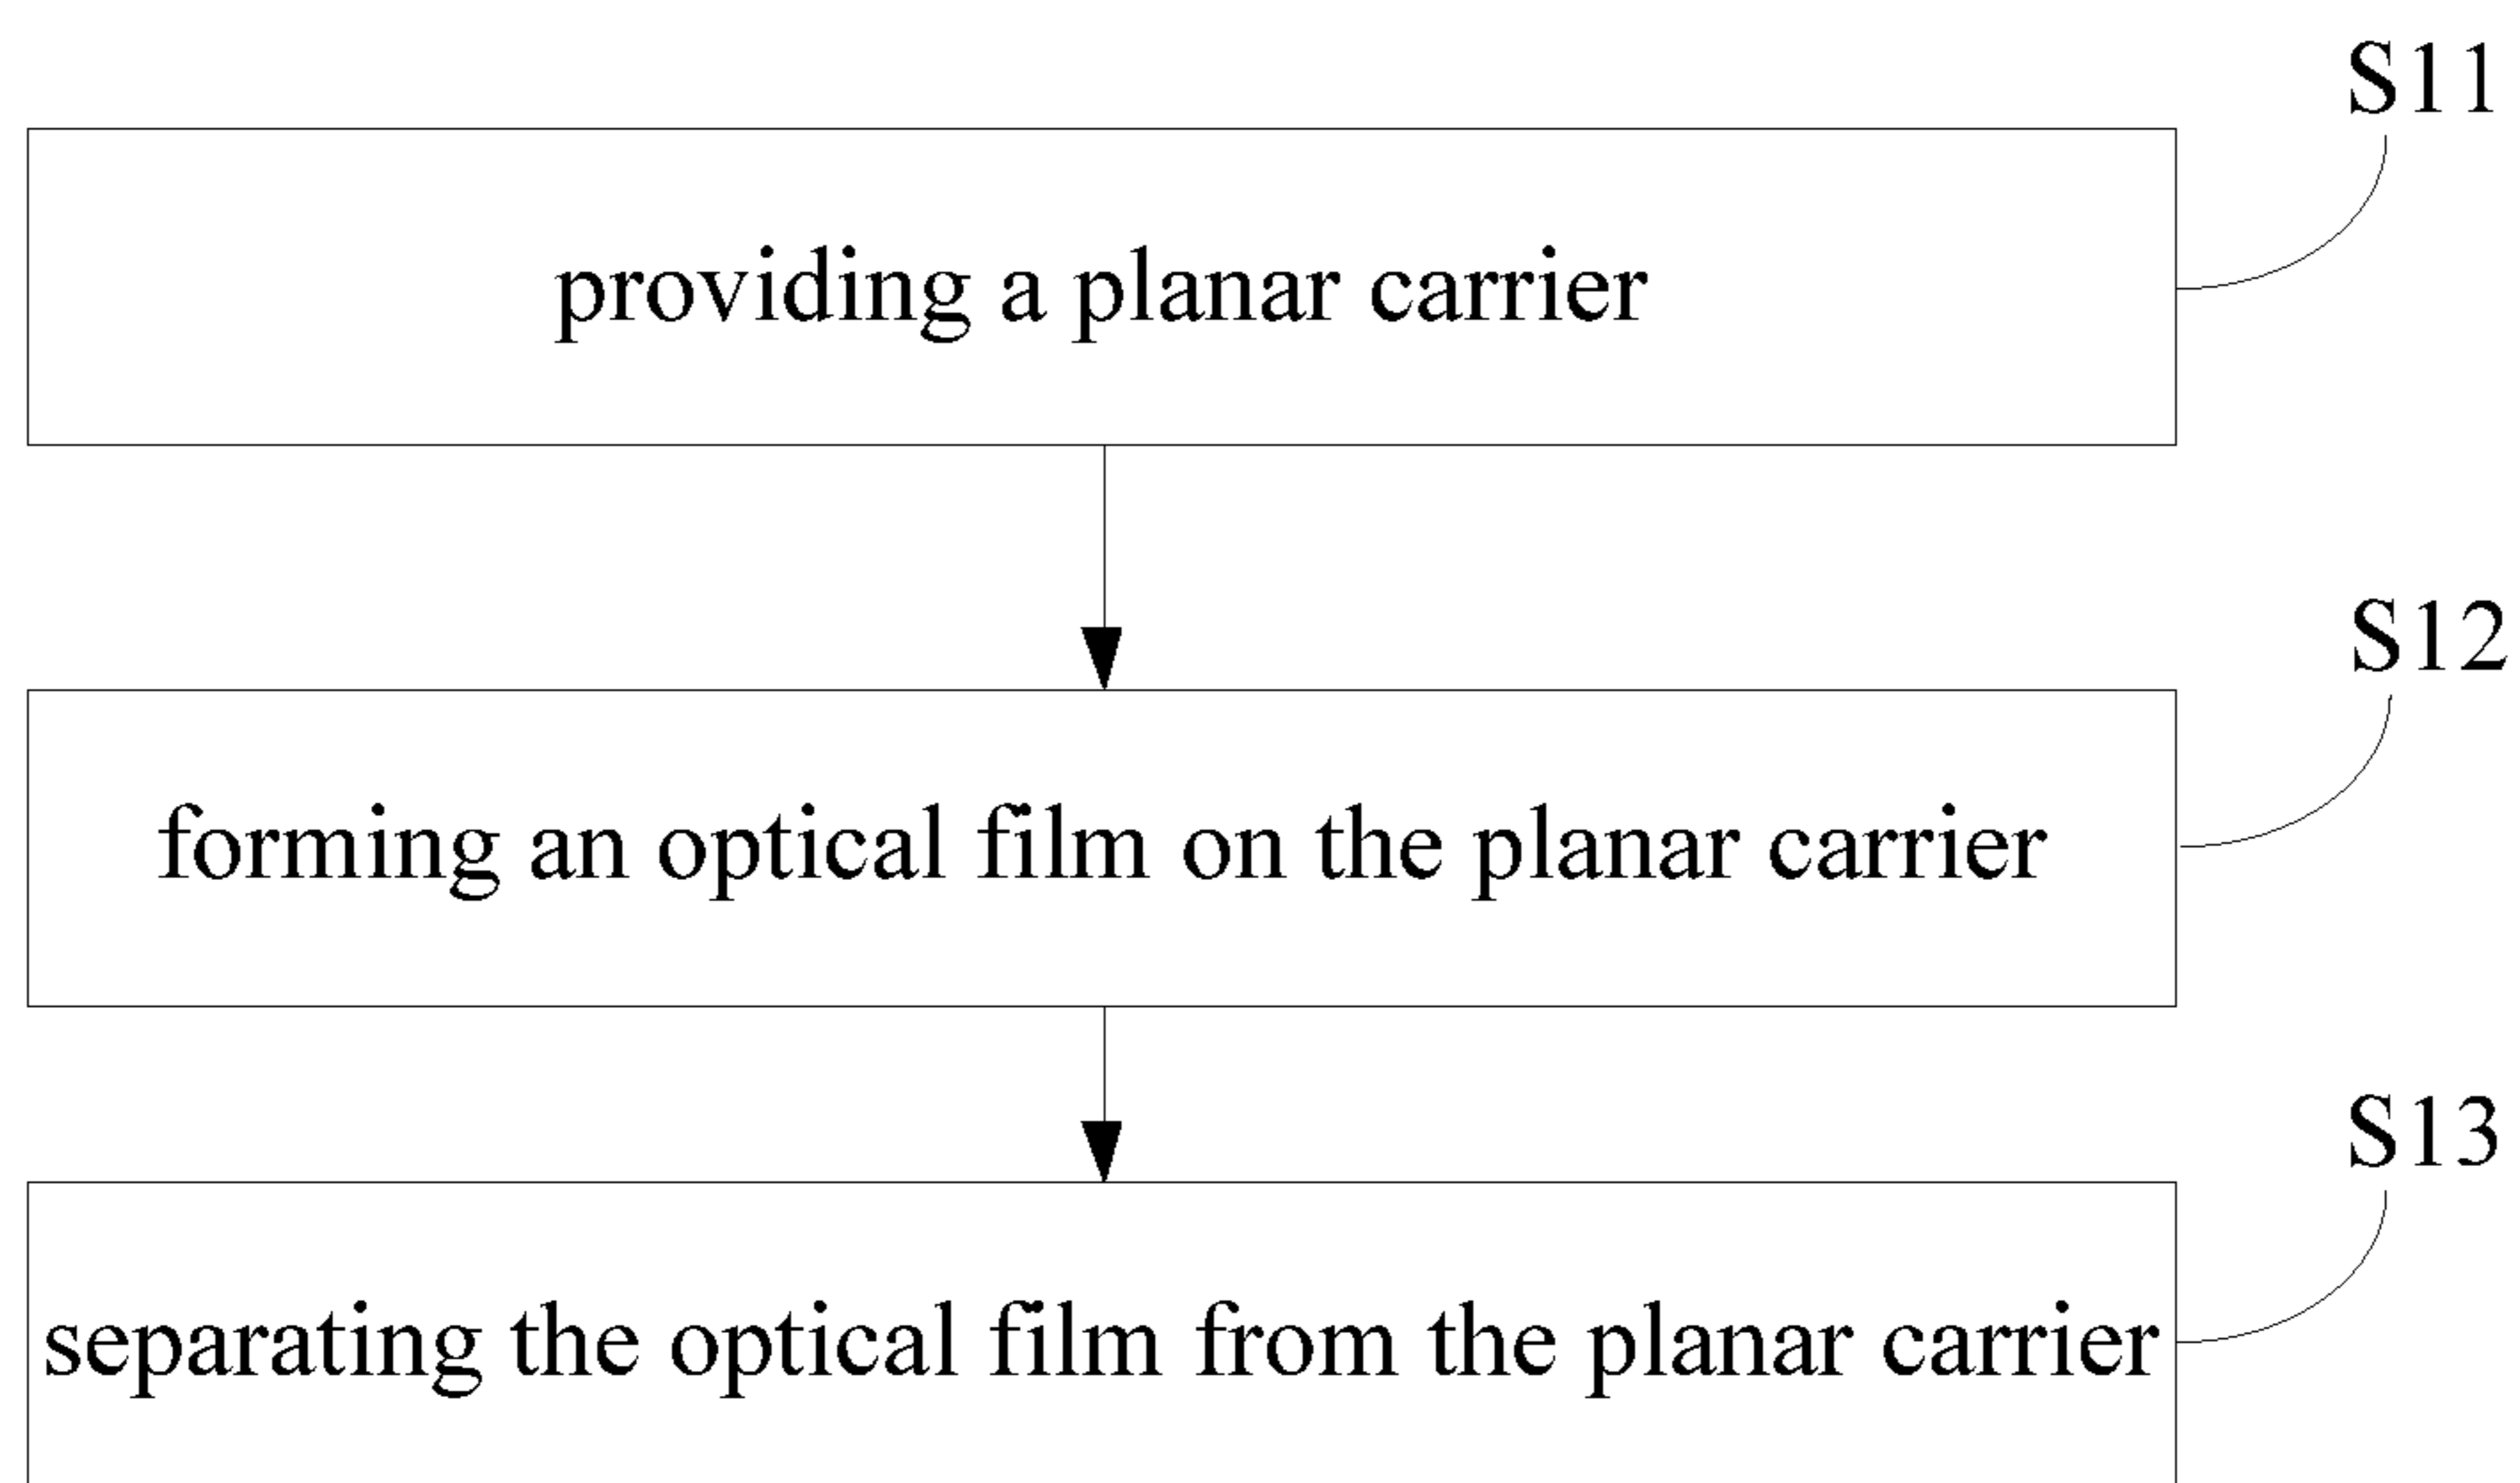 S11
providing a planar carrier
S12
forming an optical film on the planar carrier
S13
separating the optical film from the planar carrier